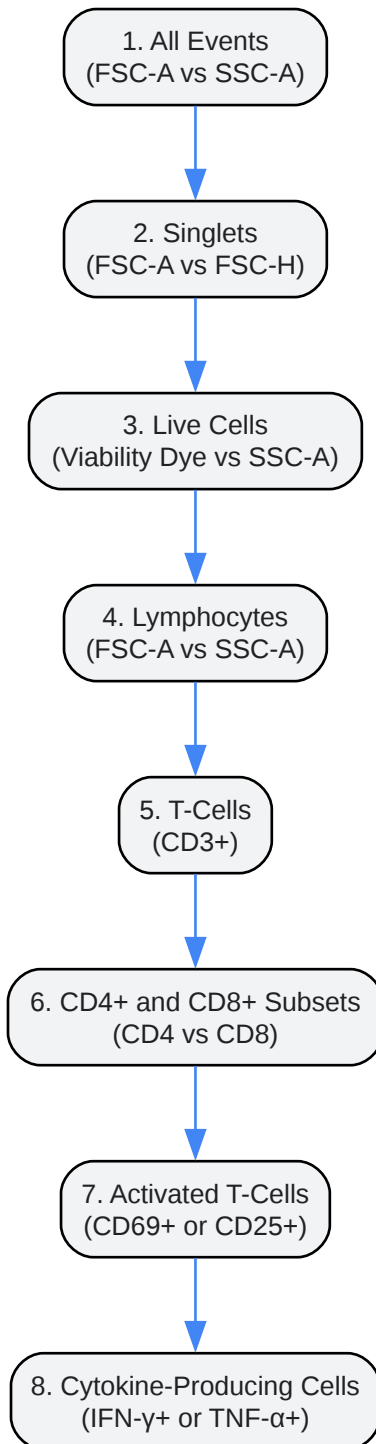 1. All Events
(FSC-A vs SSC-A)
2. Singlets
(FSC-A vs FSC-H)
3. Live Cells
(Viability Dye vs SSC-A)
4. Lymphocytes
(FSC-A vs SSC-A)
5. T-Cells
(CD3+)
6. CD4+ and CD8+ Subsets
(CD4 vs CD8)
7. Activated T-Cells
(CD69+ or CD25+)
8. Cytokine-Producing Cells
(IFN-γ+ or TNF-α+)